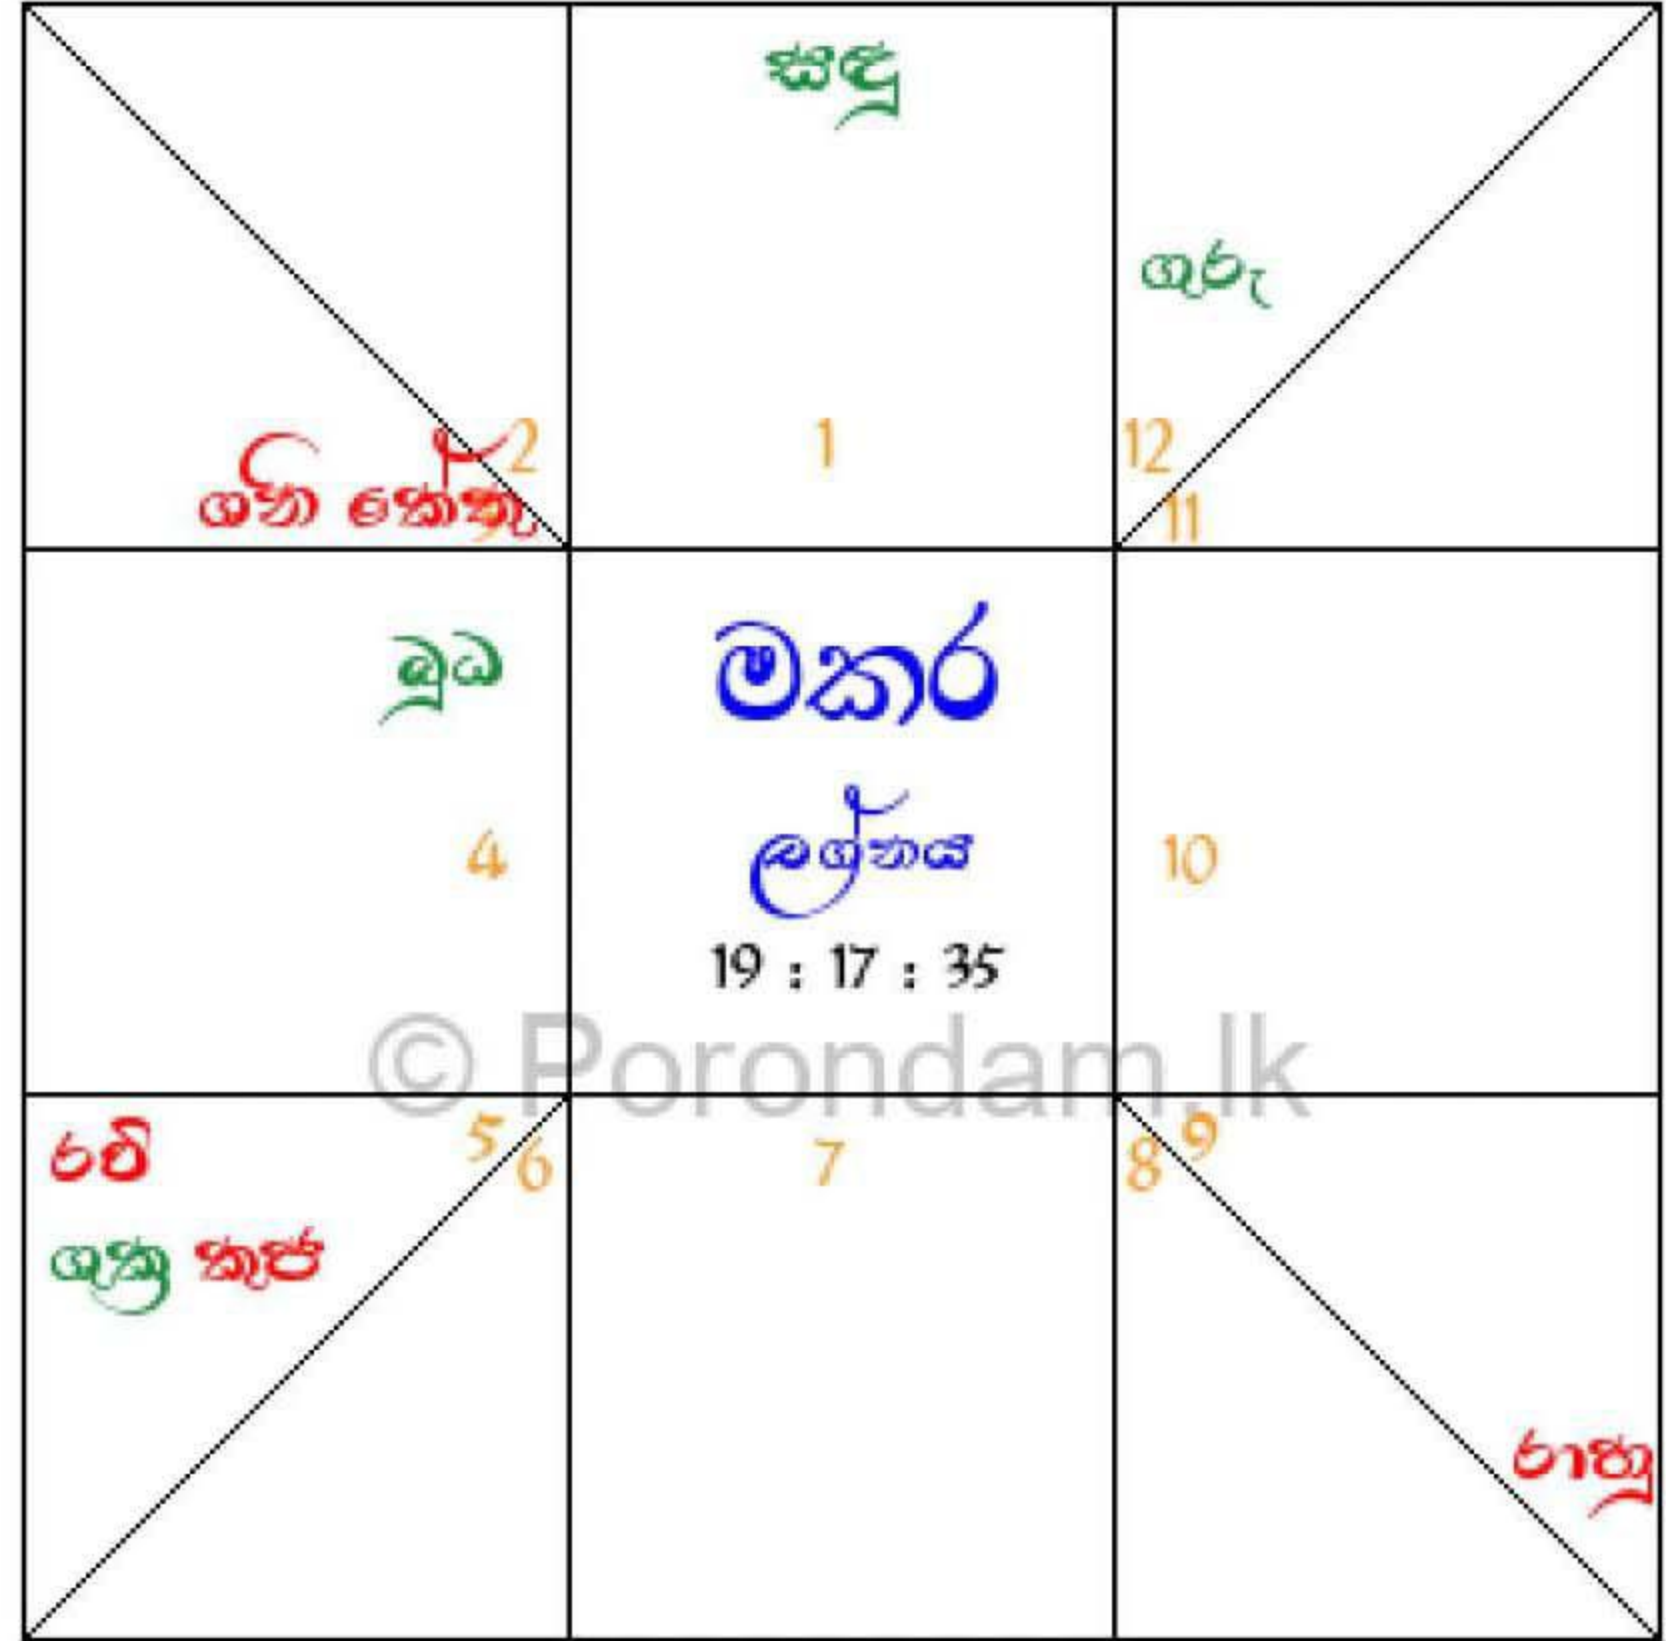 සඳු
ගුරු
2
1
12
ශනි කේතු
11
බුධ
මකර
4
ලග්නය
10
19 : 17 : 35
© Porondam.lk
රවි
5
6
7
8
9
ශුක්‍ර කුජ
රාහු